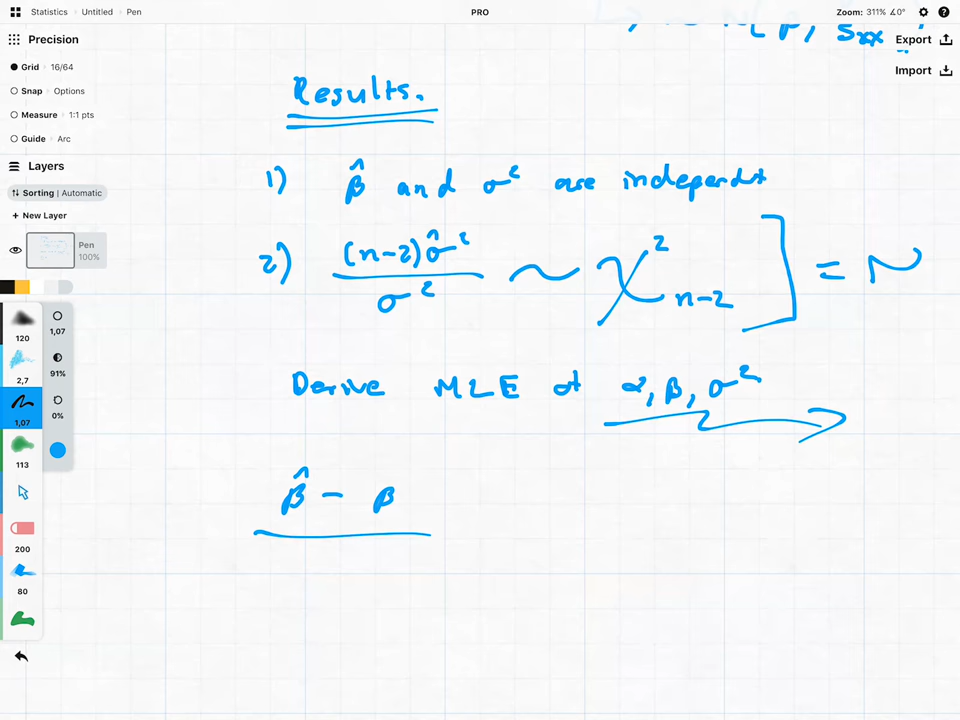 Statistics Untitled Pen PRO Zoom: 311% ∡0°
Precision
Export
Import
Grid 16/64
Snap Options
Measure 1:1 pts
Guide Arc
Layers
Sorting | Automatic
+ New Layer
Pen
100%
120
2,7
1,07
113
200
80
1,07
91%
0%
Results.
1) β̂ and σ² are independt
2) (n-2)σ̂² / σ² ~ χ²ₙ₋₂ ] = N
Derive MLE of α, β, σ²
β̂ - β